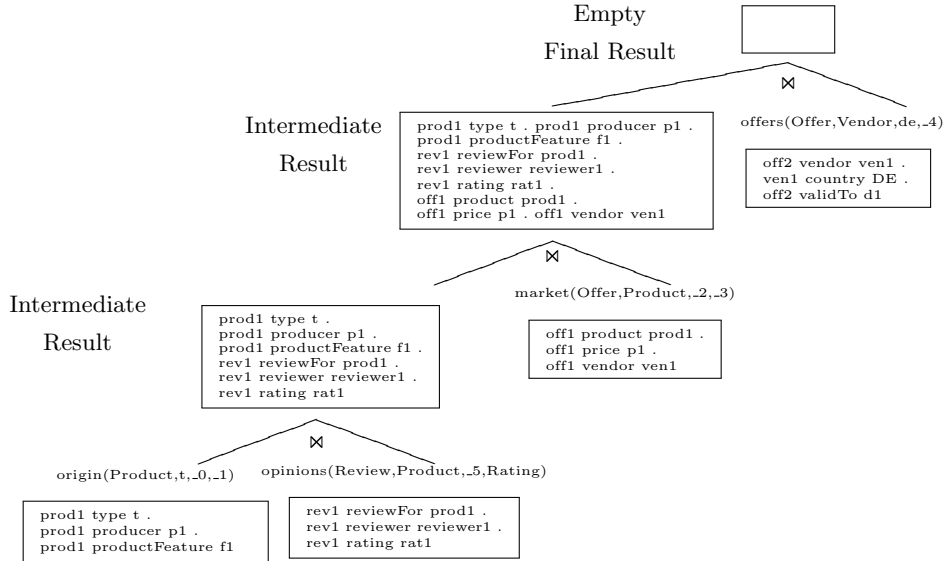 Empty
Final Result
⋈
Intermediate
Result
prod1 type t . prod1 producer p1 .
prod1 productFeature f1 .
rev1 reviewFor prod1 .
rev1 reviewer reviewer1 .
rev1 rating rat1 .
off1 product prod1 .
off1 price p1 . off1 vendor ven1
offers(Offer,Vendor,de,_4)
off2 vendor ven1 .
ven1 country DE .
off2 validTo d1
⋈
Intermediate
Result
prod1 type t .
prod1 producer p1 .
prod1 productFeature f1 .
rev1 reviewFor prod1 .
rev1 reviewer reviewer1 .
rev1 rating rat1
market(Offer,Product,_2,_3)
off1 product prod1 .
off1 price p1 .
off1 vendor ven1
⋈
origin(Product,t,_0,_1)
prod1 type t .
prod1 producer p1 .
prod1 productFeature f1
opinions(Review,Product,_5,Rating)
rev1 reviewFor prod1 .
rev1 reviewer reviewer1 .
rev1 rating rat1